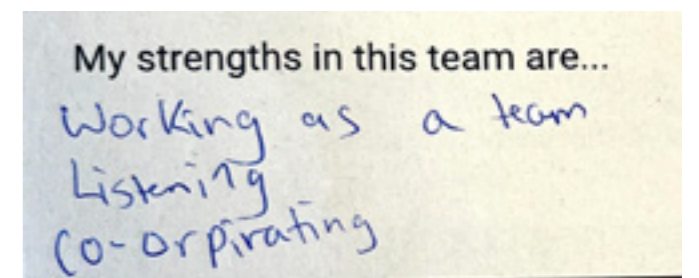 My strengths in this team are...
Working as a team
Listening
Co-orpirating